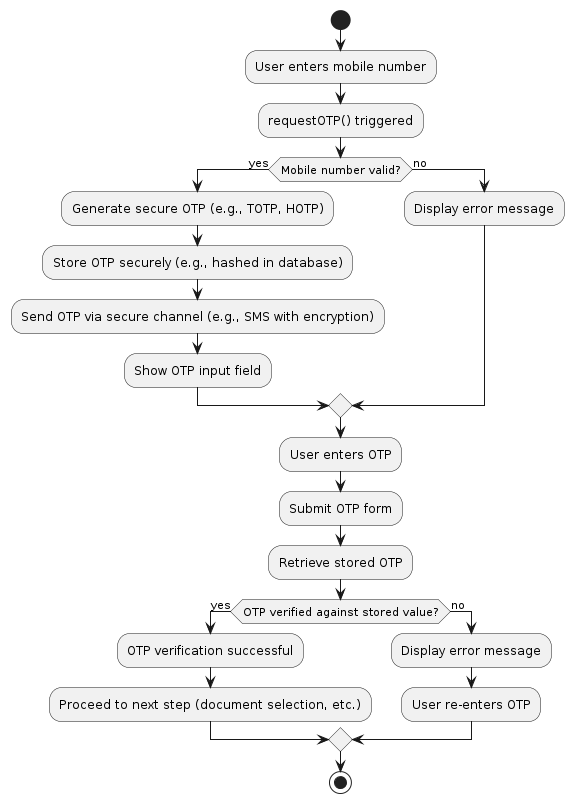 User enters mobile number
requestOTP() triggered
yes
Mobile number valid?
no
Generate secure OTP (e.g., TOTP, HOTP)
Display error message
Store OTP securely (e.g., hashed in database)
Send OTP via secure channel (e.g., SMS with encryption)
Show OTP input field
User enters OTP
Submit OTP form
Retrieve stored OTP
yes
OTP verified against stored value?
no
OTP verification successful
Display error message
Proceed to next step (document selection, etc.)
User re-enters OTP